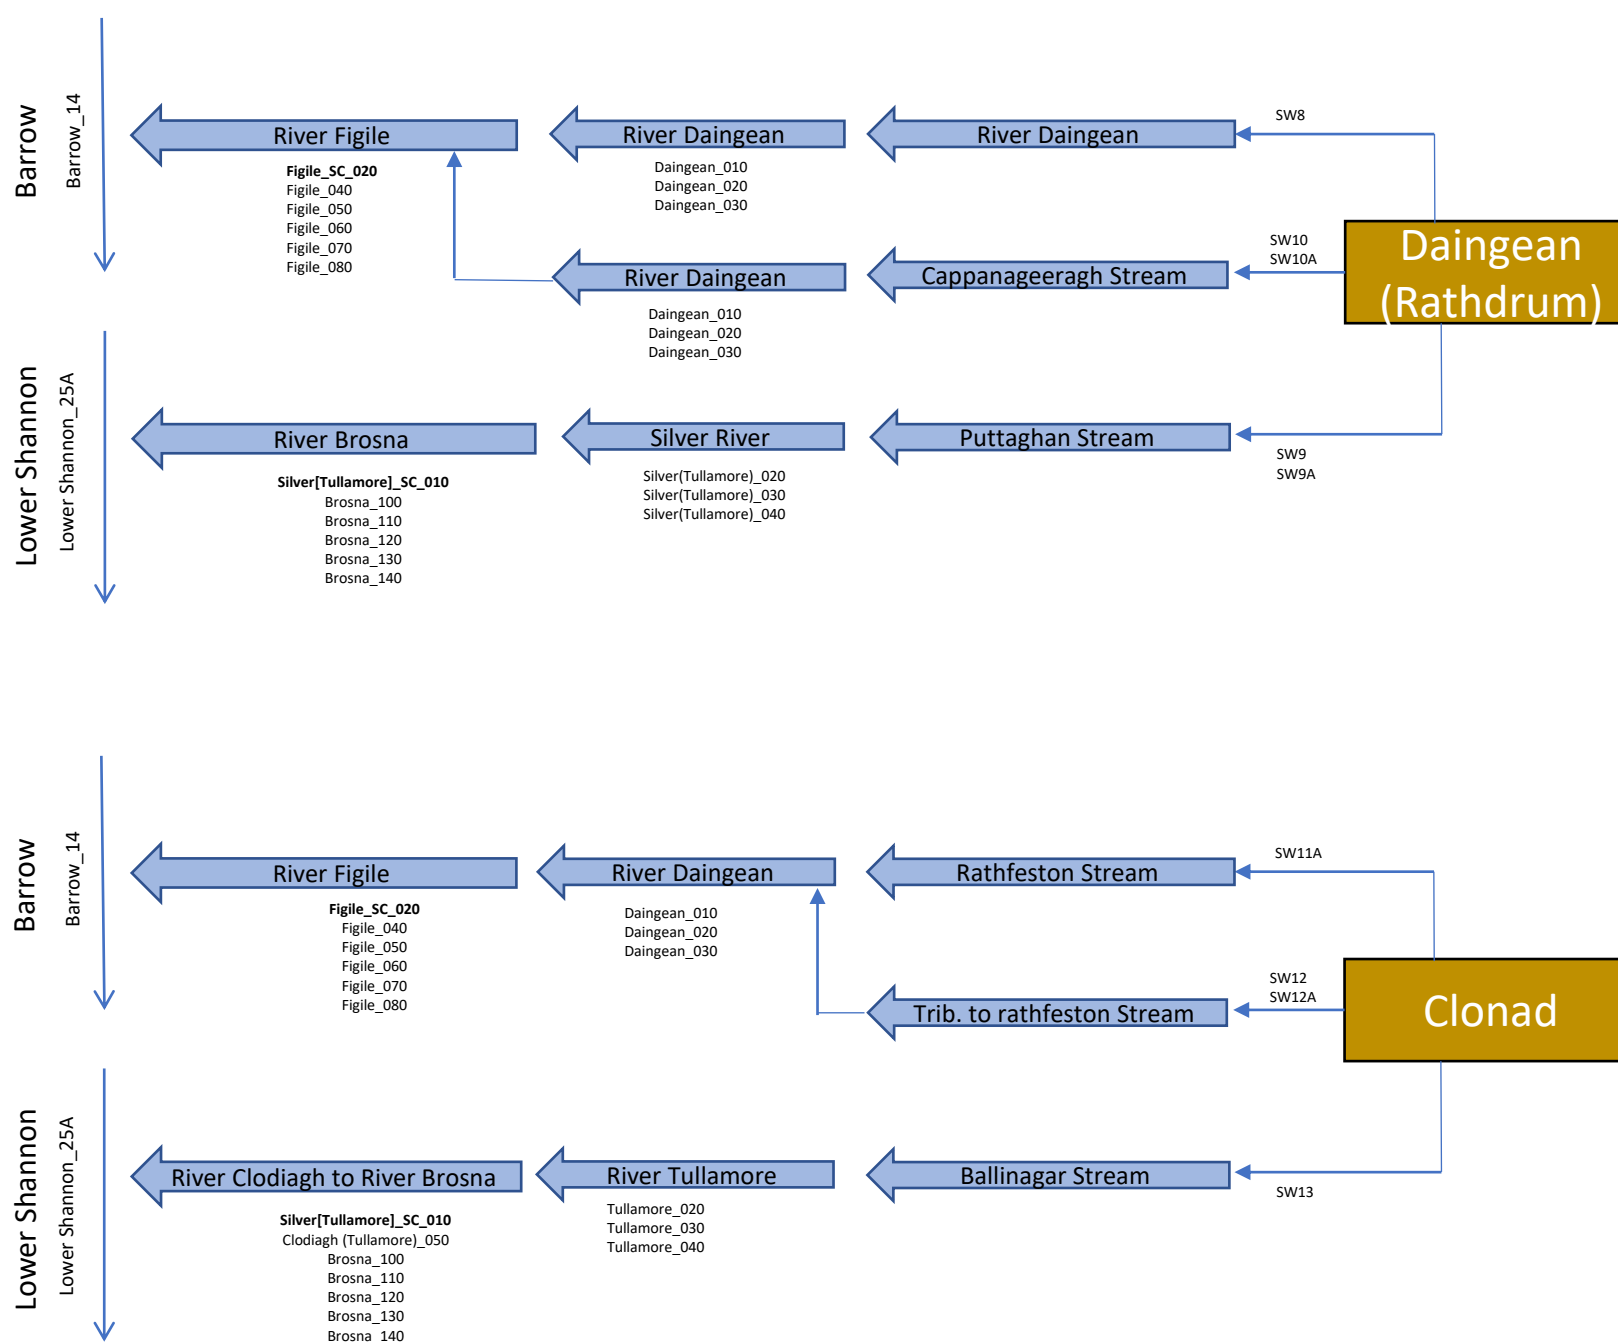 Barrow
Barrow_14
River Figile
River Daingean
River Daingean
SW8
Figile_SC_020
Figile_040
Figile_050
Figile_060
Figile_070
Figile_080
Daingean_010
Daingean_020
Daingean_030
River Daingean
Cappanageeragh Stream
SW10
SW10A
Daingean
(Rathdrum)
Daingean_010
Daingean_020
Daingean_030
Lower Shannon
Lower Shannon_25A
River Brosna
Silver River
Puttaghan Stream
SW9
SW9A
Silver[Tullamore]_SC_010
Brosna_100
Brosna_110
Brosna_120
Brosna_130
Brosna_140
Silver(Tullamore)_020
Silver(Tullamore)_030
Silver(Tullamore)_040
Barrow
Barrow_14
River Figile
River Daingean
Rathfeston Stream
SW11A
Figile_SC_020
Figile_040
Figile_050
Figile_060
Figile_070
Figile_080
Daingean_010
Daingean_020
Daingean_030
Trib. to rathfeston Stream
SW12
SW12A
Clonad
Lower Shannon
Lower Shannon_25A
River Clodiagh to River Brosna
River Tullamore
Ballinagar Stream
SW13
Silver[Tullamore]_SC_010
Clodiagh (Tullamore)_050
Brosna_100
Brosna_110
Brosna_120
Brosna_130
Brosna_140
Tullamore_020
Tullamore_030
Tullamore_040